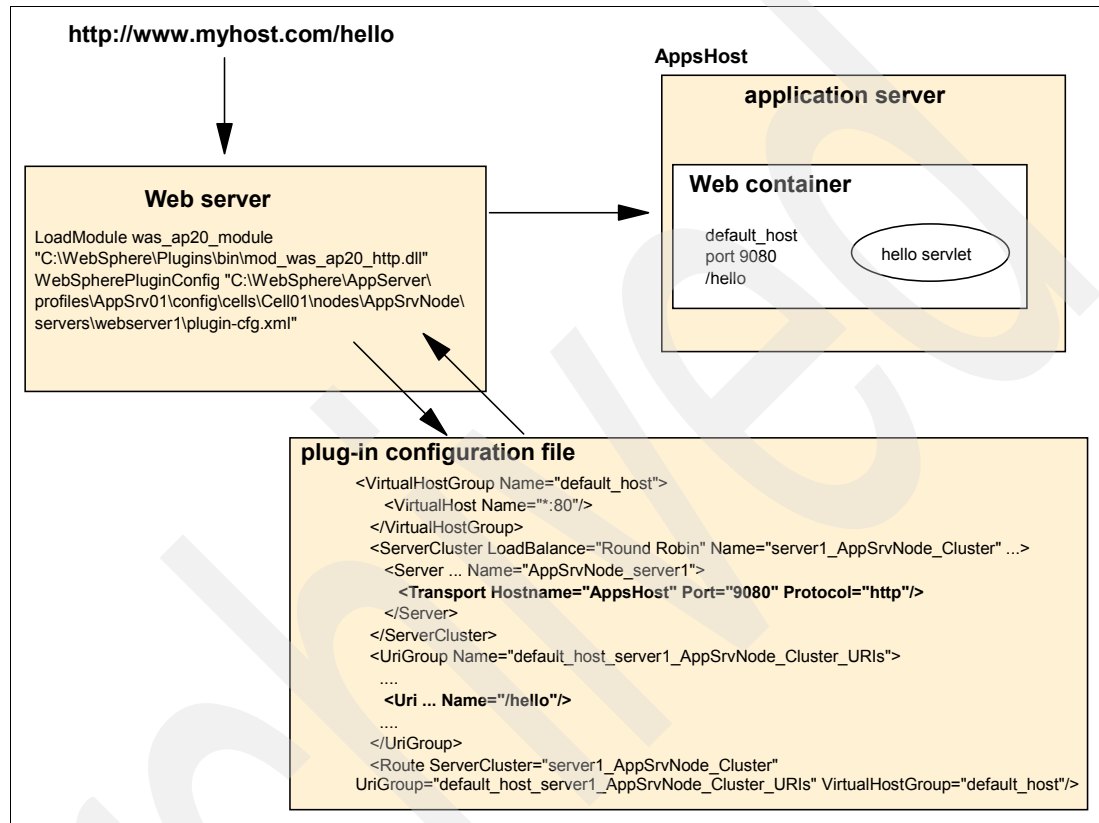 http://www.myhost.com/hello
AppsHost
application server
Web container
default_host
port 9080
/hello
hello servlet
Web server
LoadModule was_ap20_module
"C:\WebSphere\Plugins\bin\mod_was_ap20_http.dll"
WebSpherePluginConfig "C:\WebSphere\AppServer\
profiles\AppSrv01\config\cells\Cell01\nodes\AppSrvNode\
servers\webserver1\plugin-cfg.xml"
plug-in configuration file
<VirtualHostGroup Name="default_host">
<VirtualHost Name="*:80"/>
</VirtualHostGroup>
<ServerCluster LoadBalance="Round Robin" Name="server1_AppSrvNode_Cluster" ...>
<Server ... Name="AppSrvNode_server1">
<Transport Hostname="AppsHost" Port="9080" Protocol="http"/>
</Server>
</ServerCluster>
<UriGroup Name="default_host_server1_AppSrvNode_Cluster_URIs">
....
<Uri ... Name="/hello"/>
....
</UriGroup>
<Route ServerCluster="server1_AppSrvNode_Cluster"
UriGroup="default_host_server1_AppSrvNode_Cluster_URIs" VirtualHostGroup="default_host"/>